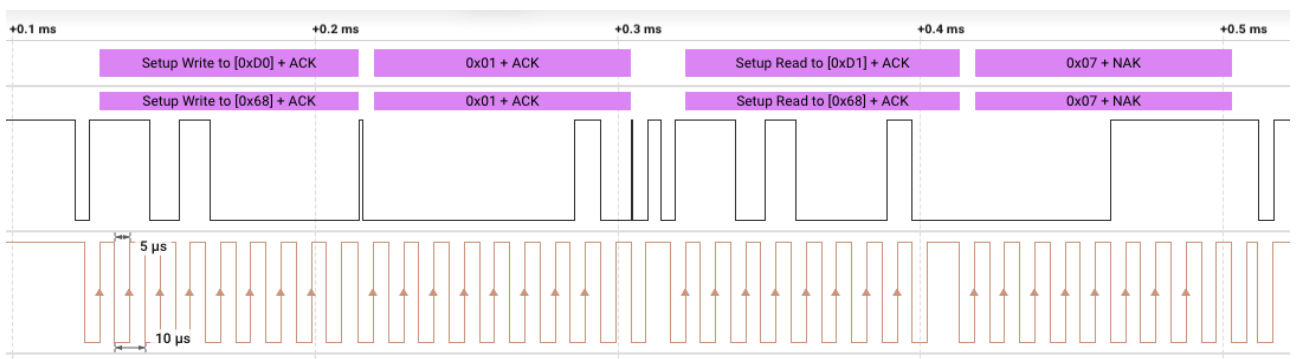 +0.1 ms +0.2 ms +0.3 ms +0.4 ms +0.5 ms
Setup Write to [0xD0] + ACK 0x01 + ACK Setup Read to [0xD1] + ACK 0x07 + NAK
Setup Write to [0x68] + ACK 0x01 + ACK Setup Read to [0x68] + ACK 0x07 + NAK
5 μs
10 μs